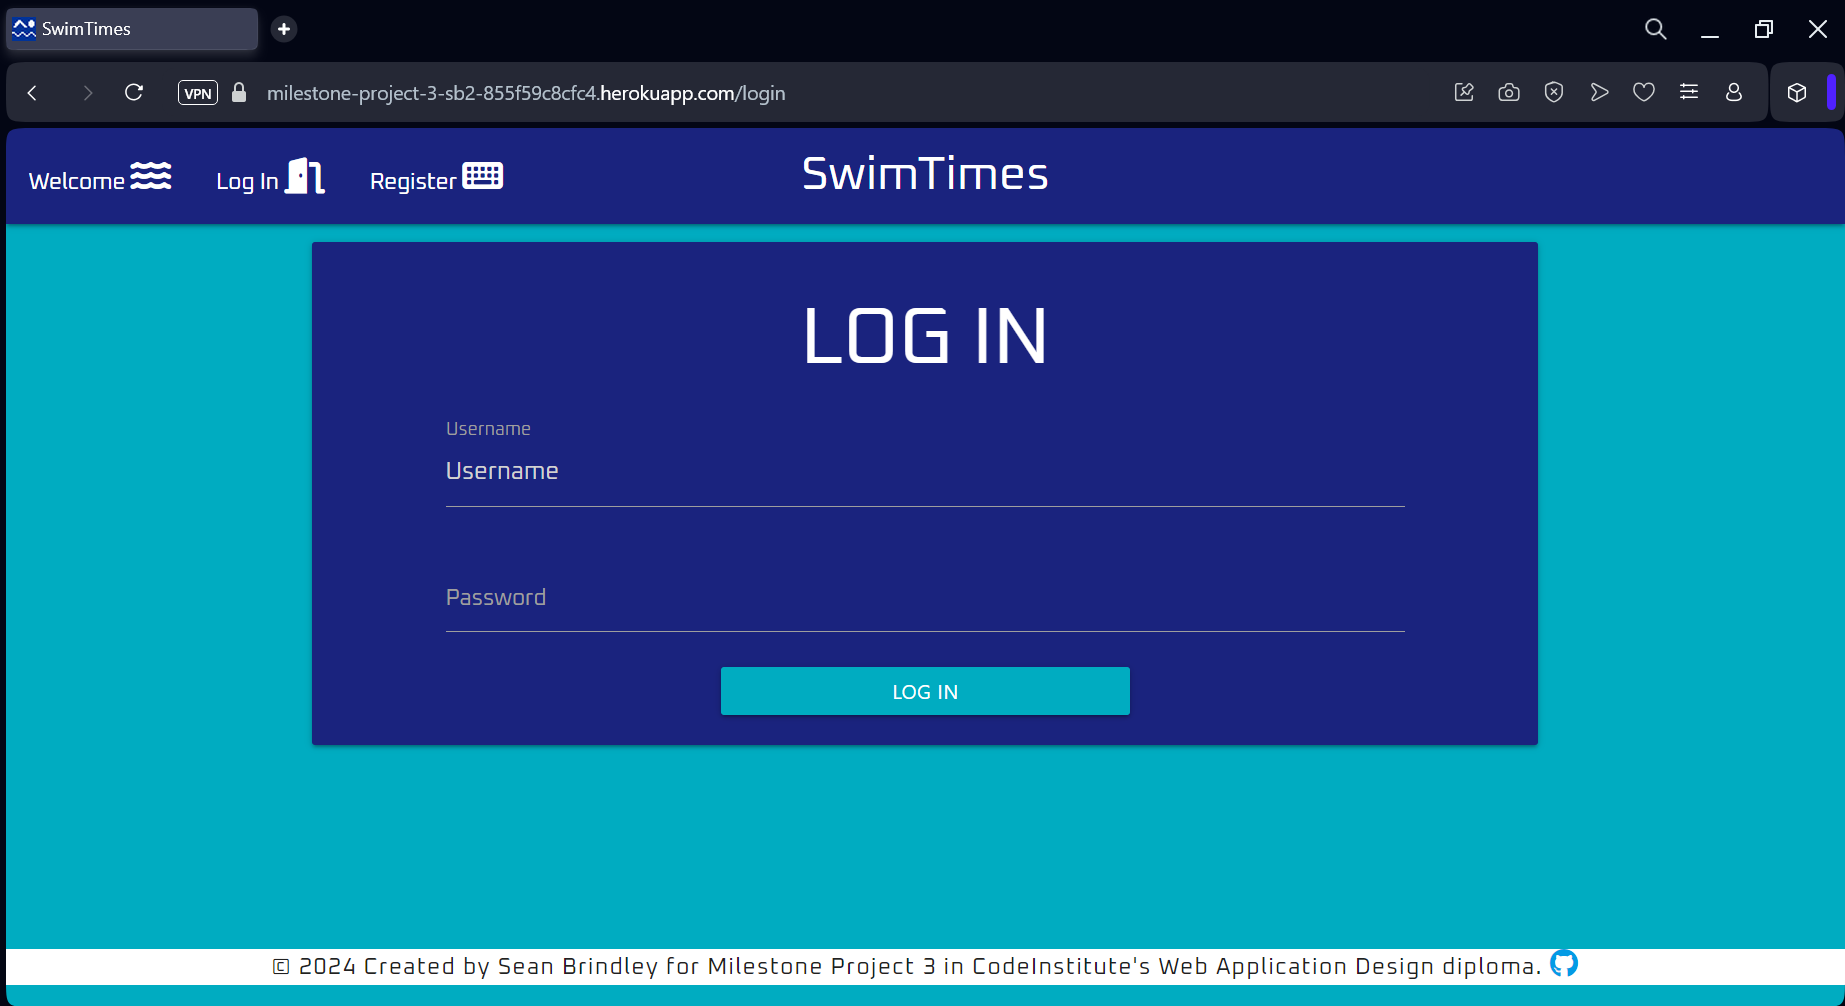 SwimTimes
VPN milestone-project-3-sb2-855f59c8cfc4.herokuapp.com/login
Welcome Log In Register SwimTimes
LOG IN
Username
Username
Password
LOG IN
© 2024 Created by Sean Brindley for Milestone Project 3 in CodeInstitute's Web Application Design diploma.